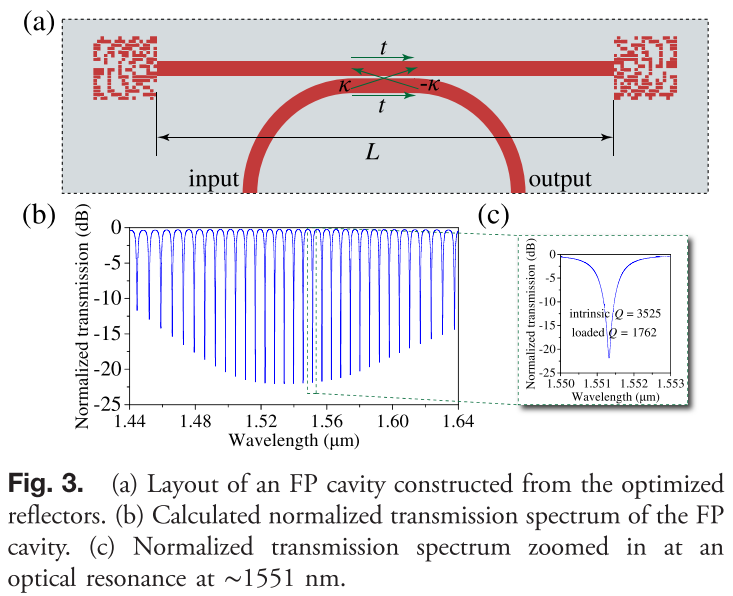 (a)
t
κ
-κ
t
L
input
output
(b)
Normalized transmission (dB)
0
-5
-10
-15
-20
-25
1.44
1.48
1.52
1.56
1.60
1.64
Wavelength (μm)
(c)
Normalized transmission (dB)
0
-5
-10
-15
-20
-25
intrinsic Q = 3525
loaded Q = 1762
1.550
1.551
1.552
1.553
Wavelength (μm)
Fig. 3. (a) Layout of an FP cavity constructed from the optimized
reflectors. (b) Calculated normalized transmission spectrum of the FP
cavity. (c) Normalized transmission spectrum zoomed in at an
optical resonance at ∼1551 nm.